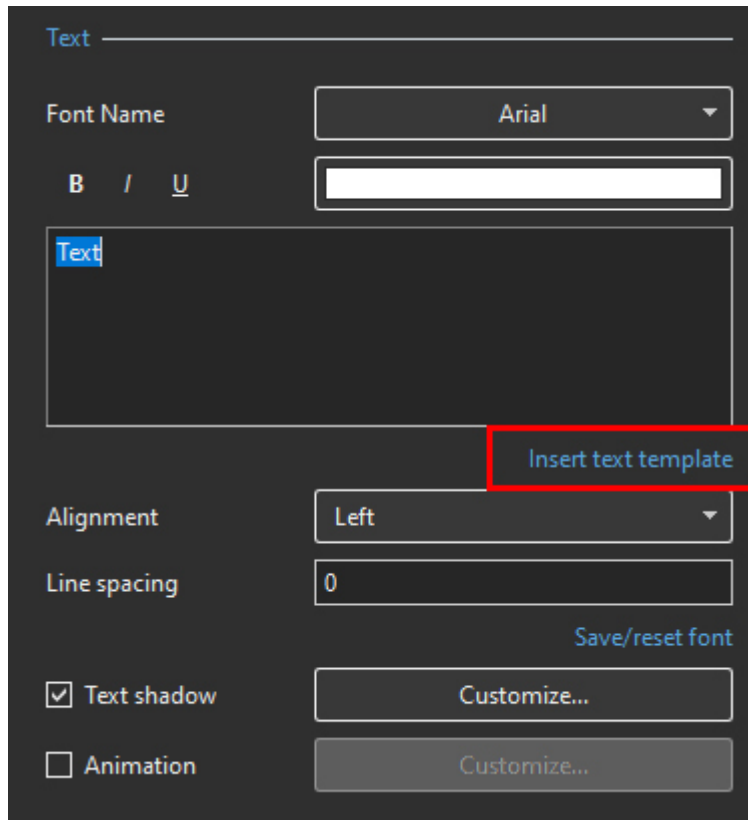 Text
Font Name Arial
B I U
Text
Insert text template
Alignment Left
Line spacing 0
Save/reset font
Text shadow Customize...
Animation Customize...